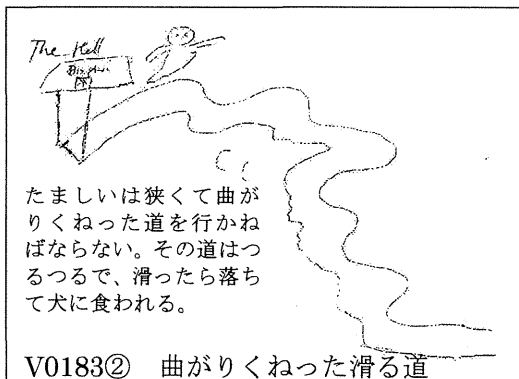 The Hell
たましいは狭くて曲が
りくねった道を行かね
ばならない。その道はつ
るつるで、滑ったら落ち
て犬に食われる。
V0183② 曲がりくねった滑る道